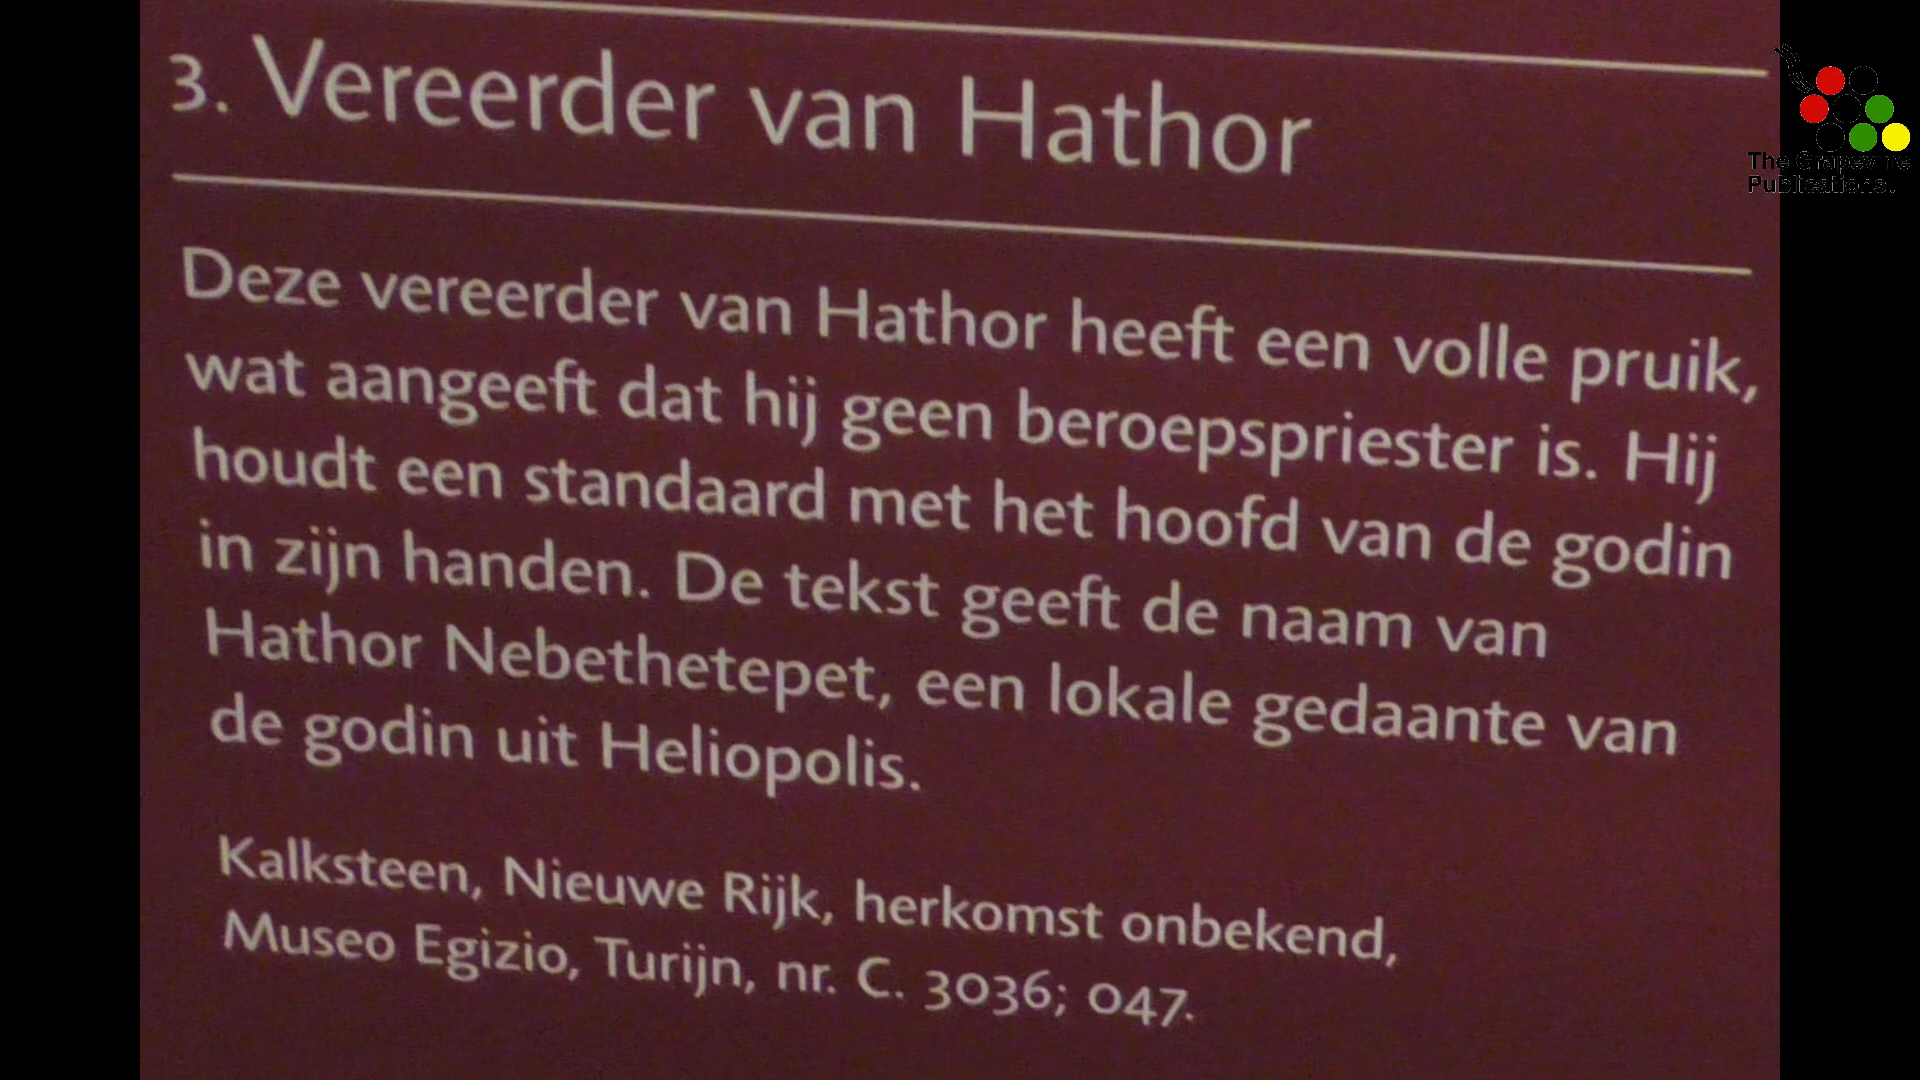 3. Vereerder van Hathor
Deze vereerder van Hathor heeft een volle pruik,
wat aangeeft dat hij geen beroepspriester is. Hij
houdt een standaard met het hoofd van de godin
in zijn handen. De tekst geeft de naam van
Hathor Nebethetepet, een lokale gedaante van
de godin uit Heliopolis.
Kalksteen, Nieuwe Rijk, herkomst onbekend,
Museo Egizio, Turijn, nr. C. 3036; 047.
The Grapevine
Publications.